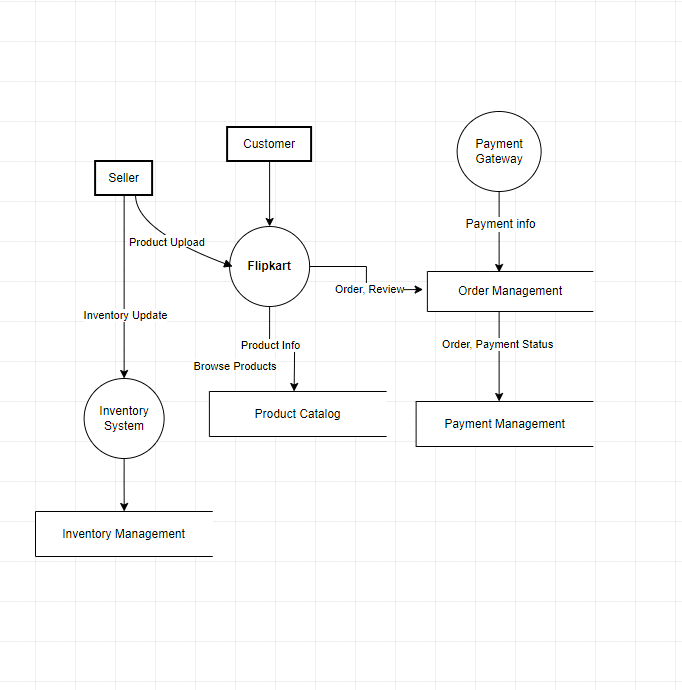 Customer
Payment
Gateway
Seller
Payment info
Product Upload
Flipkart
Order, Review
Order Management
Inventory Update
Product Info
Order, Payment Status
Browse Products
Inventory
System
Product Catalog
Payment Management
Inventory Management